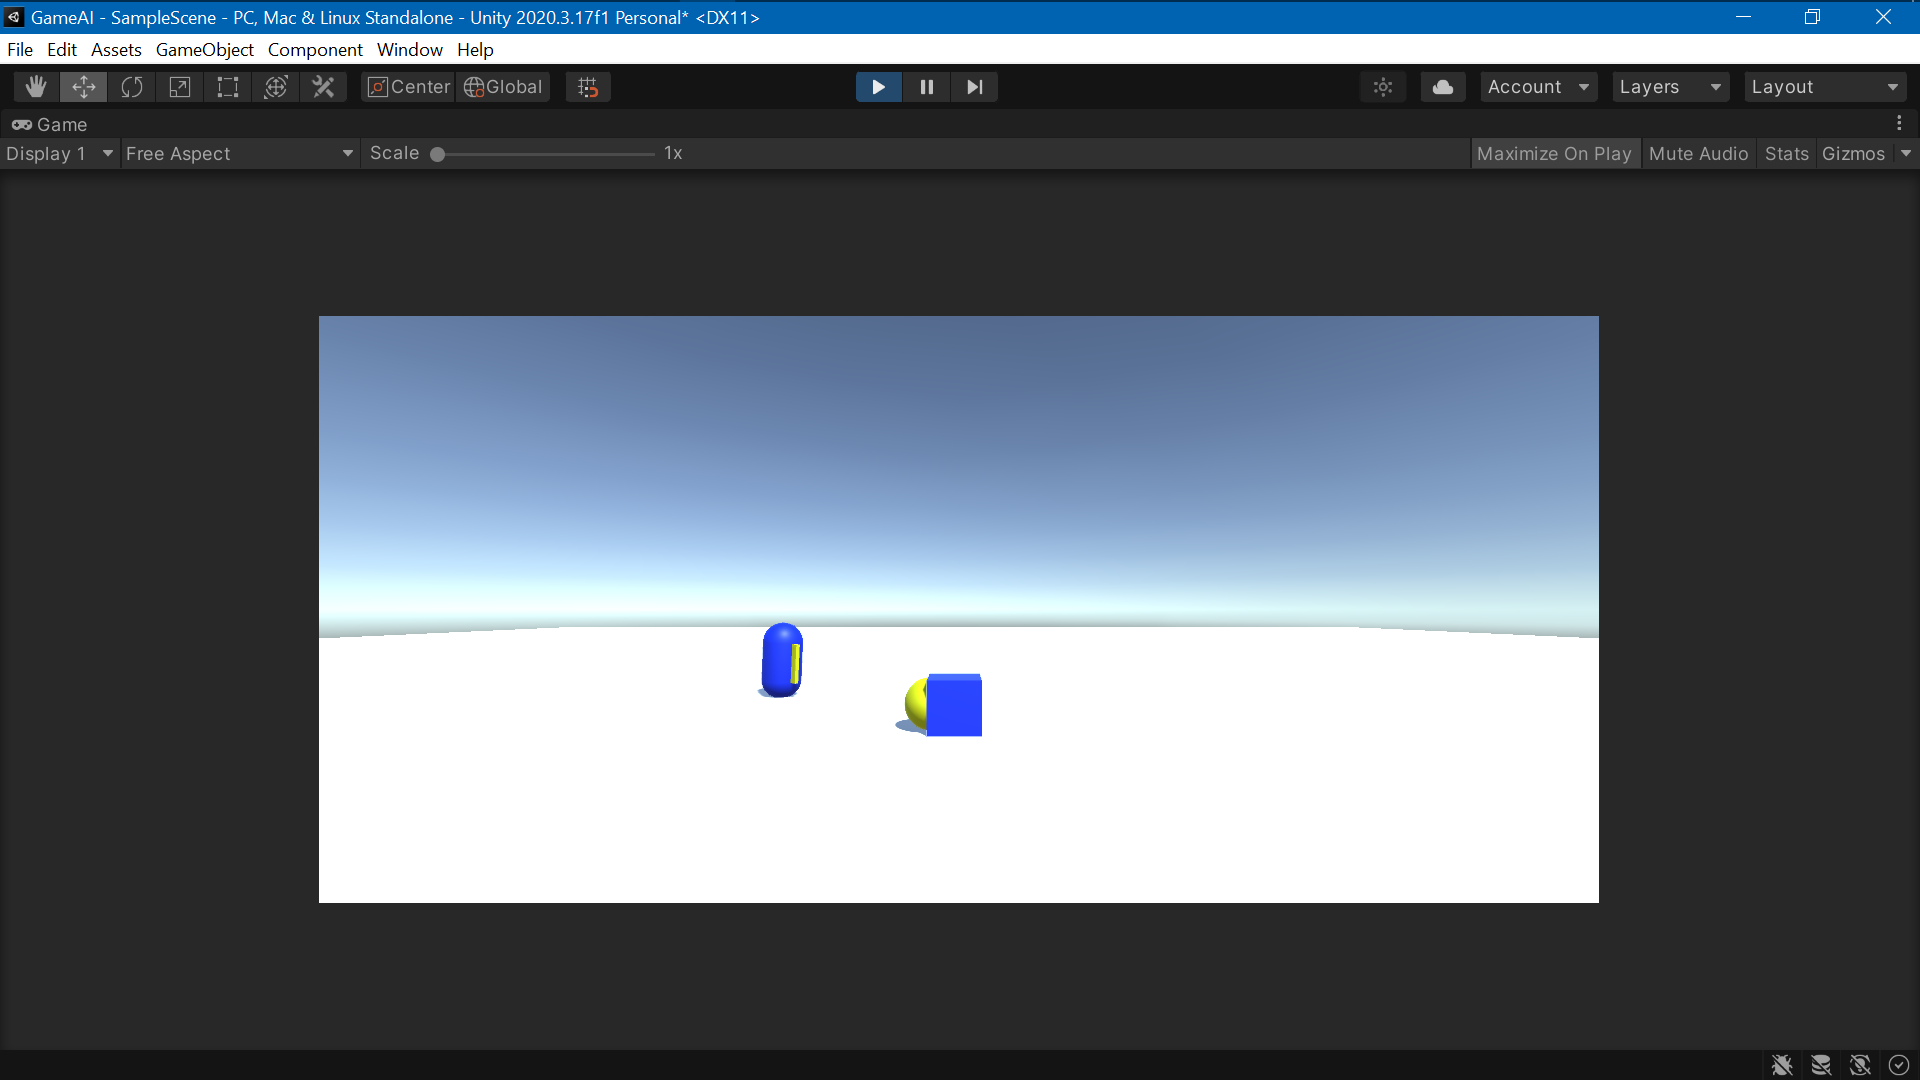 GameAI - SampleScene - PC, Mac & Linux Standalone - Unity 2020.3.17f1 Personal* <DX11>
File Edit Assets GameObject Component Window Help
Center Global Account Layers Layout
Game
Display 1 Free Aspect Scale 1x Maximize On Play Mute Audio Stats Gizmos